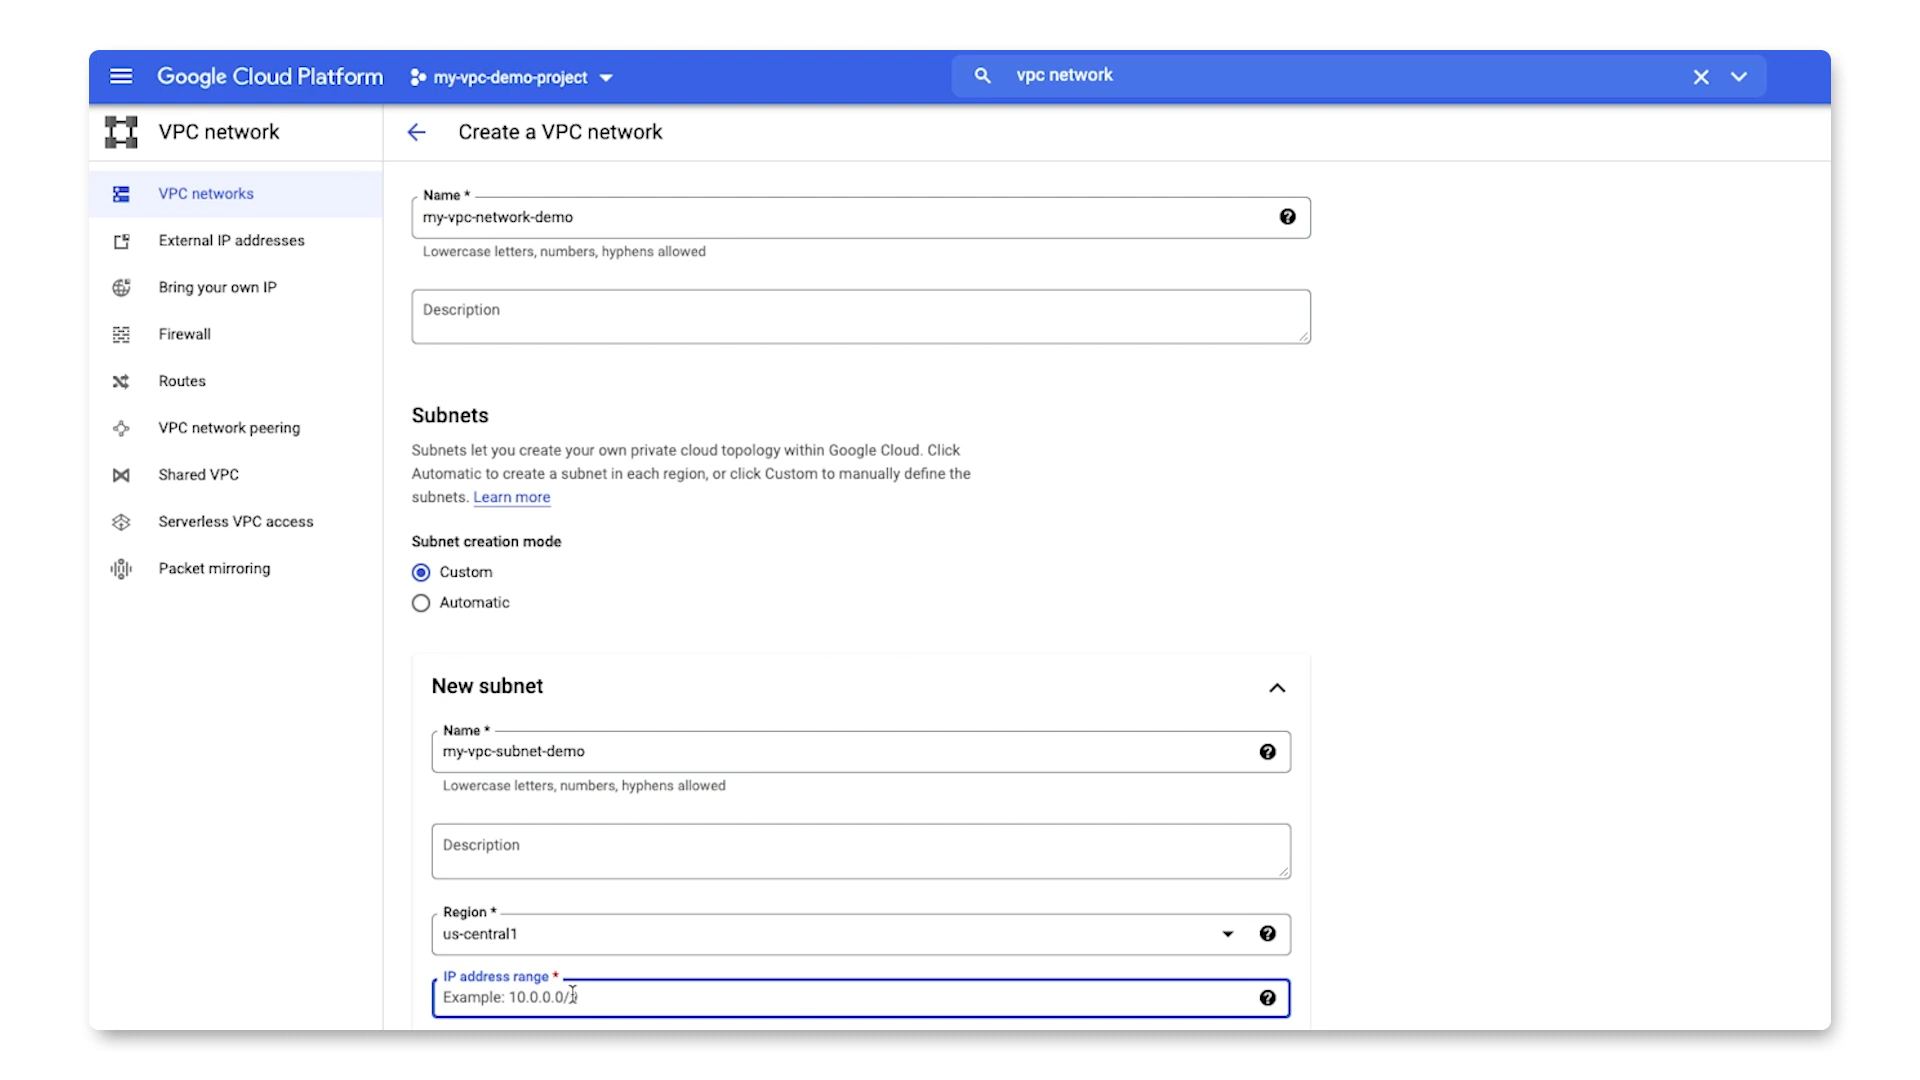 Google Cloud Platform
my-vpc-demo-project
vpc network
VPC network
Create a VPC network
VPC networks
External IP addresses
Bring your own IP
Firewall
Routes
VPC network peering
Shared VPC
Serverless VPC access
Packet mirroring
Name *
my-vpc-network-demo
Lowercase letters, numbers, hyphens allowed
Description
Subnets
Subnets let you create your own private cloud topology within Google Cloud. Click
Automatic to create a subnet in each region, or click Custom to manually define the
subnets. Learn more
Subnet creation mode
Custom
Automatic
New subnet
Name *
my-vpc-subnet-demo
Lowercase letters, numbers, hyphens allowed
Description
Region *
us-central1
IP address range *
Example: